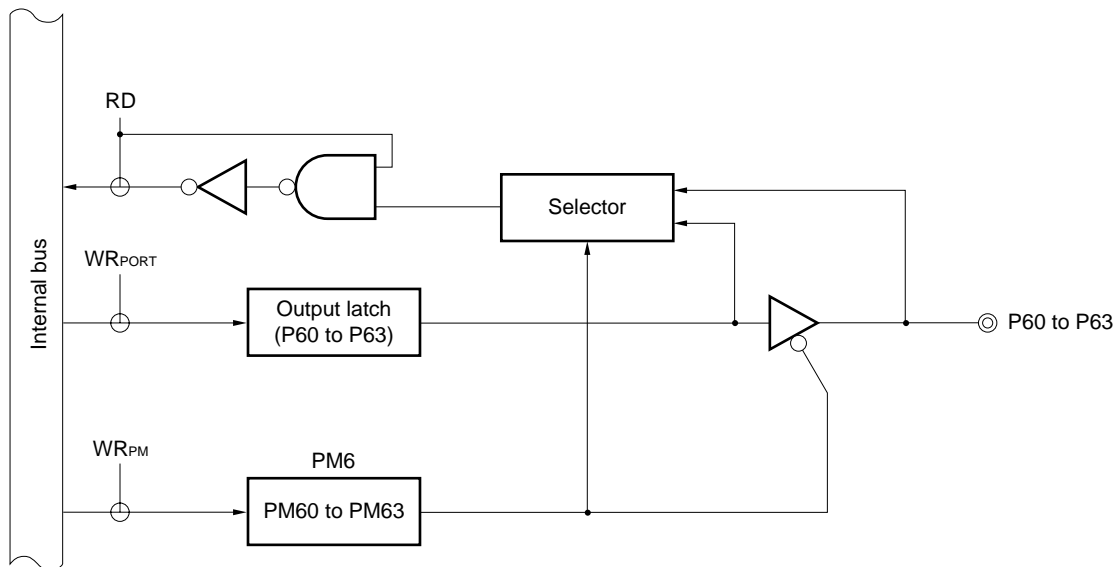 RD
Selector
Internal bus
WRPORT
Output latch
(P60 to P63)
P60 to P63
WRPM
PM6
PM60 to PM63